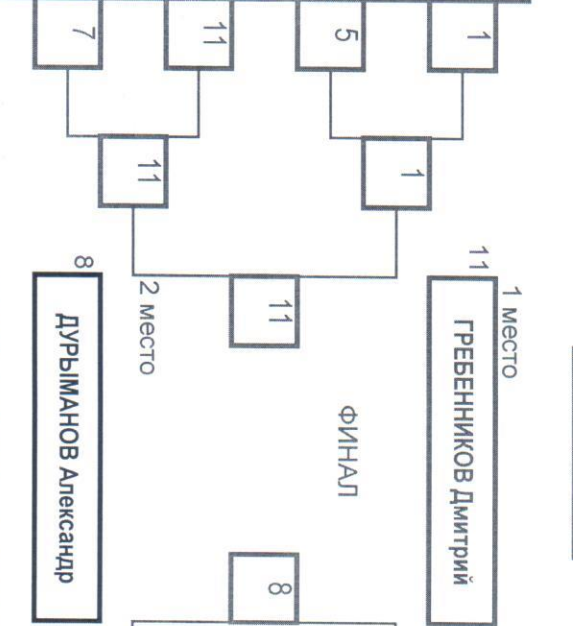 1 место
1 11 ГРЕБЕННИКОВ Дмитрий
1
5 ФИНАЛ
11 8
11
11 2 место
7 8 ДУРЫМАНОВ Александр